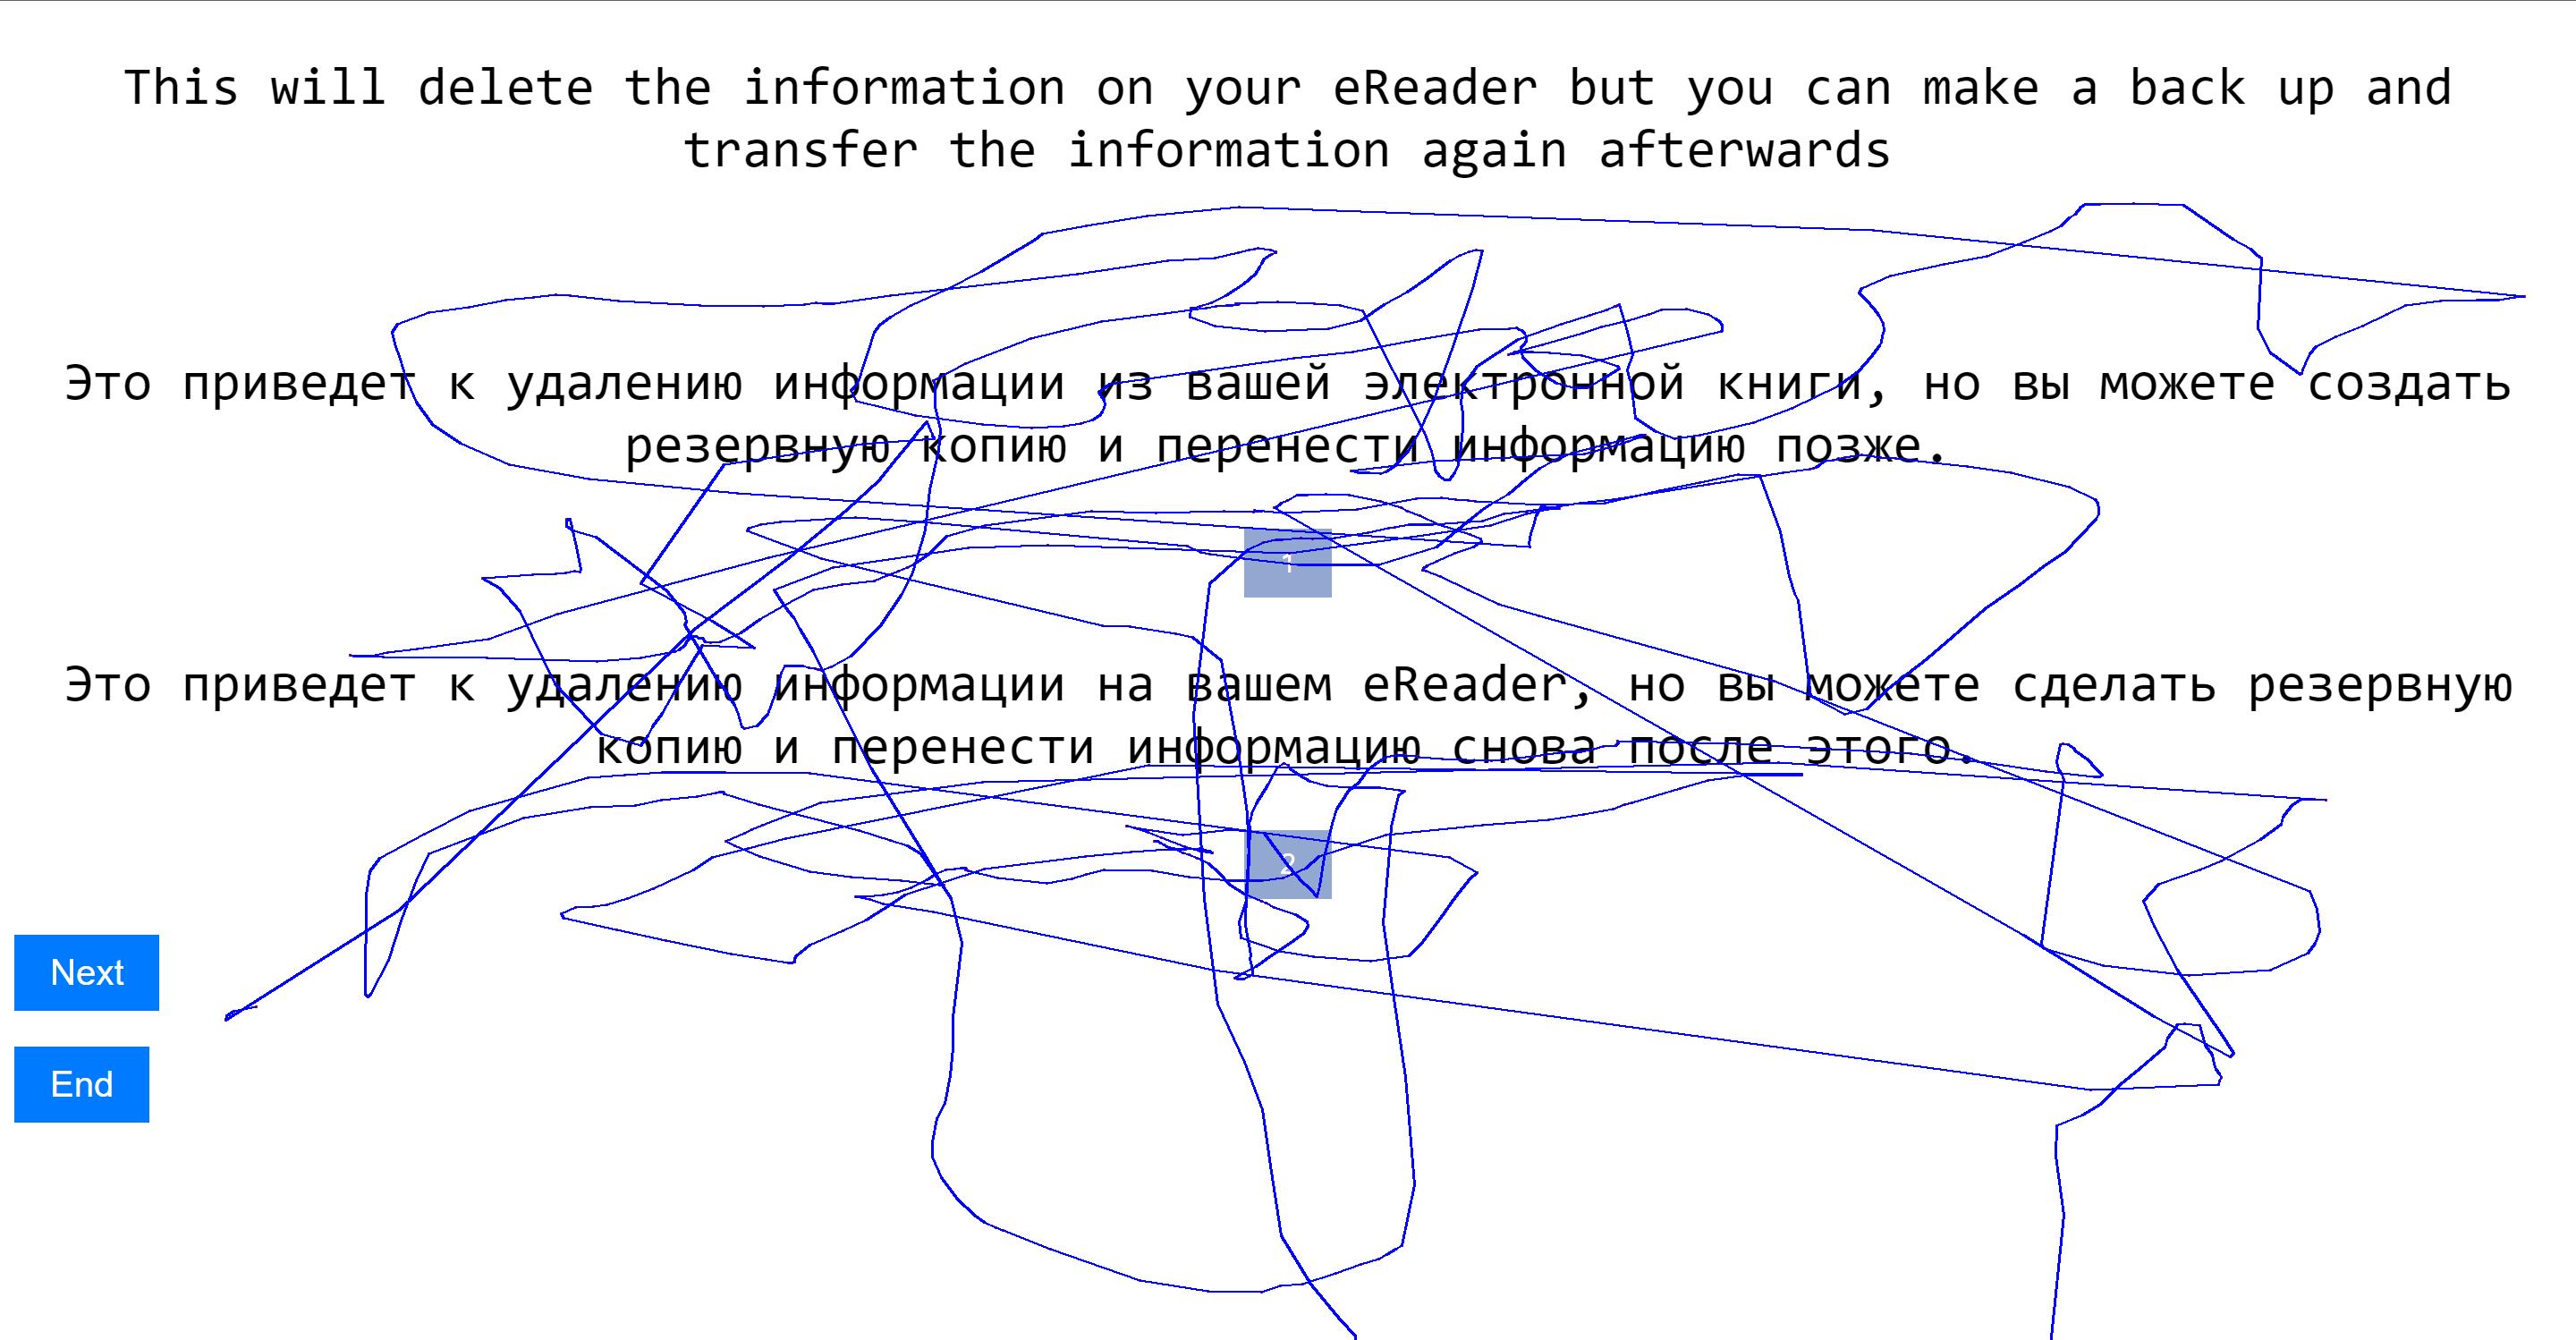 This will delete the information on your eReader but you can make a back up and
transfer the information again afterwards
Это приведет к удалению информации из вашей электронной книги, но вы можете создать
резервную копию и перенести информацию позже.
1
Это приведет к удалению информации на вашем eReader, но вы можете сделать резервную
копию и перенести информацию снова после этого.
2
Next
End